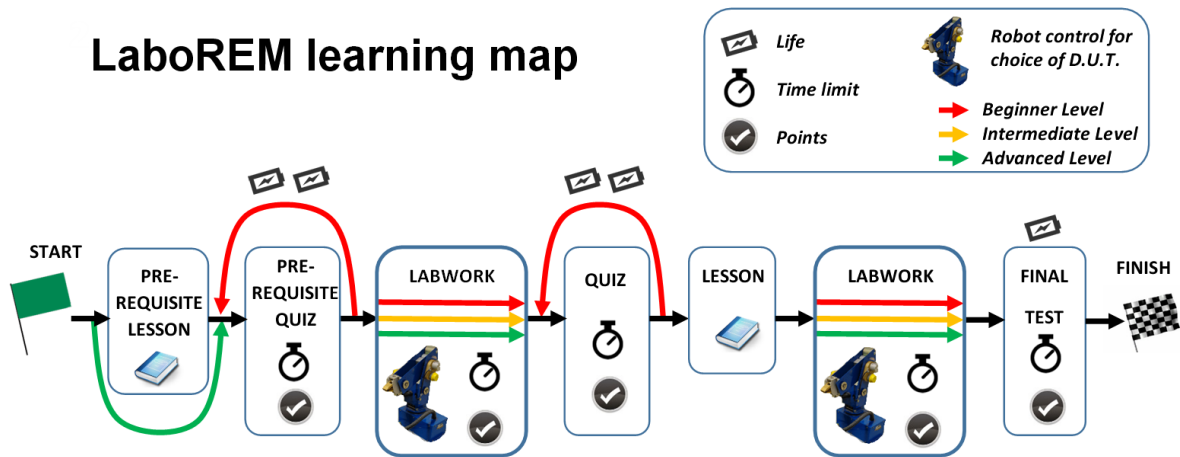 LaboREM learning map
Life
Time limit
Points
Robot control for
choice of D.U.T.
Beginner Level
Intermediate Level
Advanced Level
START
PRE-
REQUISITE
LESSON
PRE-
REQUISITE
QUIZ
LABWORK
QUIZ
LESSON
LABWORK
FINAL
TEST
FINISH